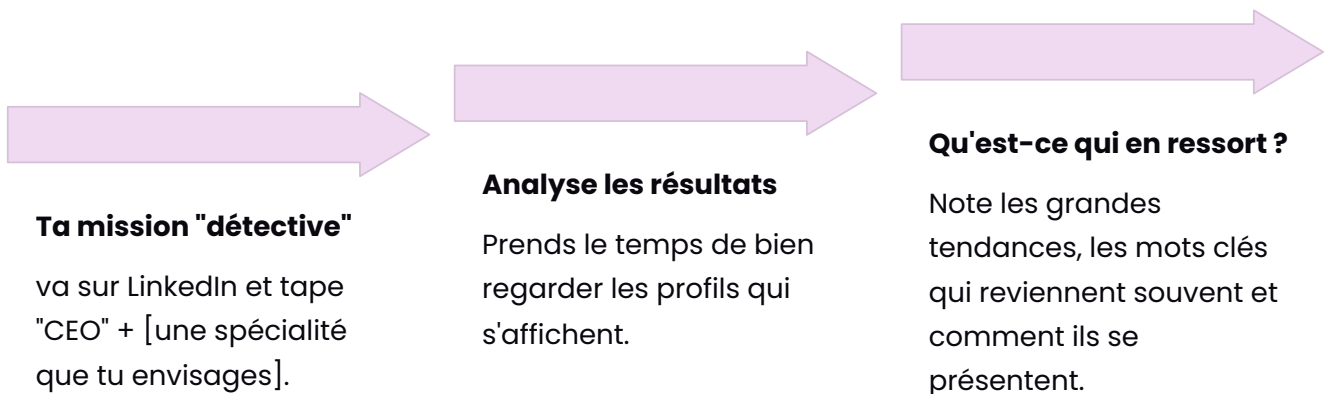 Ta mission "détective"
va sur LinkedIn et tape
"CEO" + [une spécialité
que tu envisages].
Analyse les résultats
Prends le temps de bien
regarder les profils qui
s'affichent.
Qu'est-ce qui en ressort ?
Note les grandes
tendances, les mots clés
qui reviennent souvent et
comment ils se
présentent.